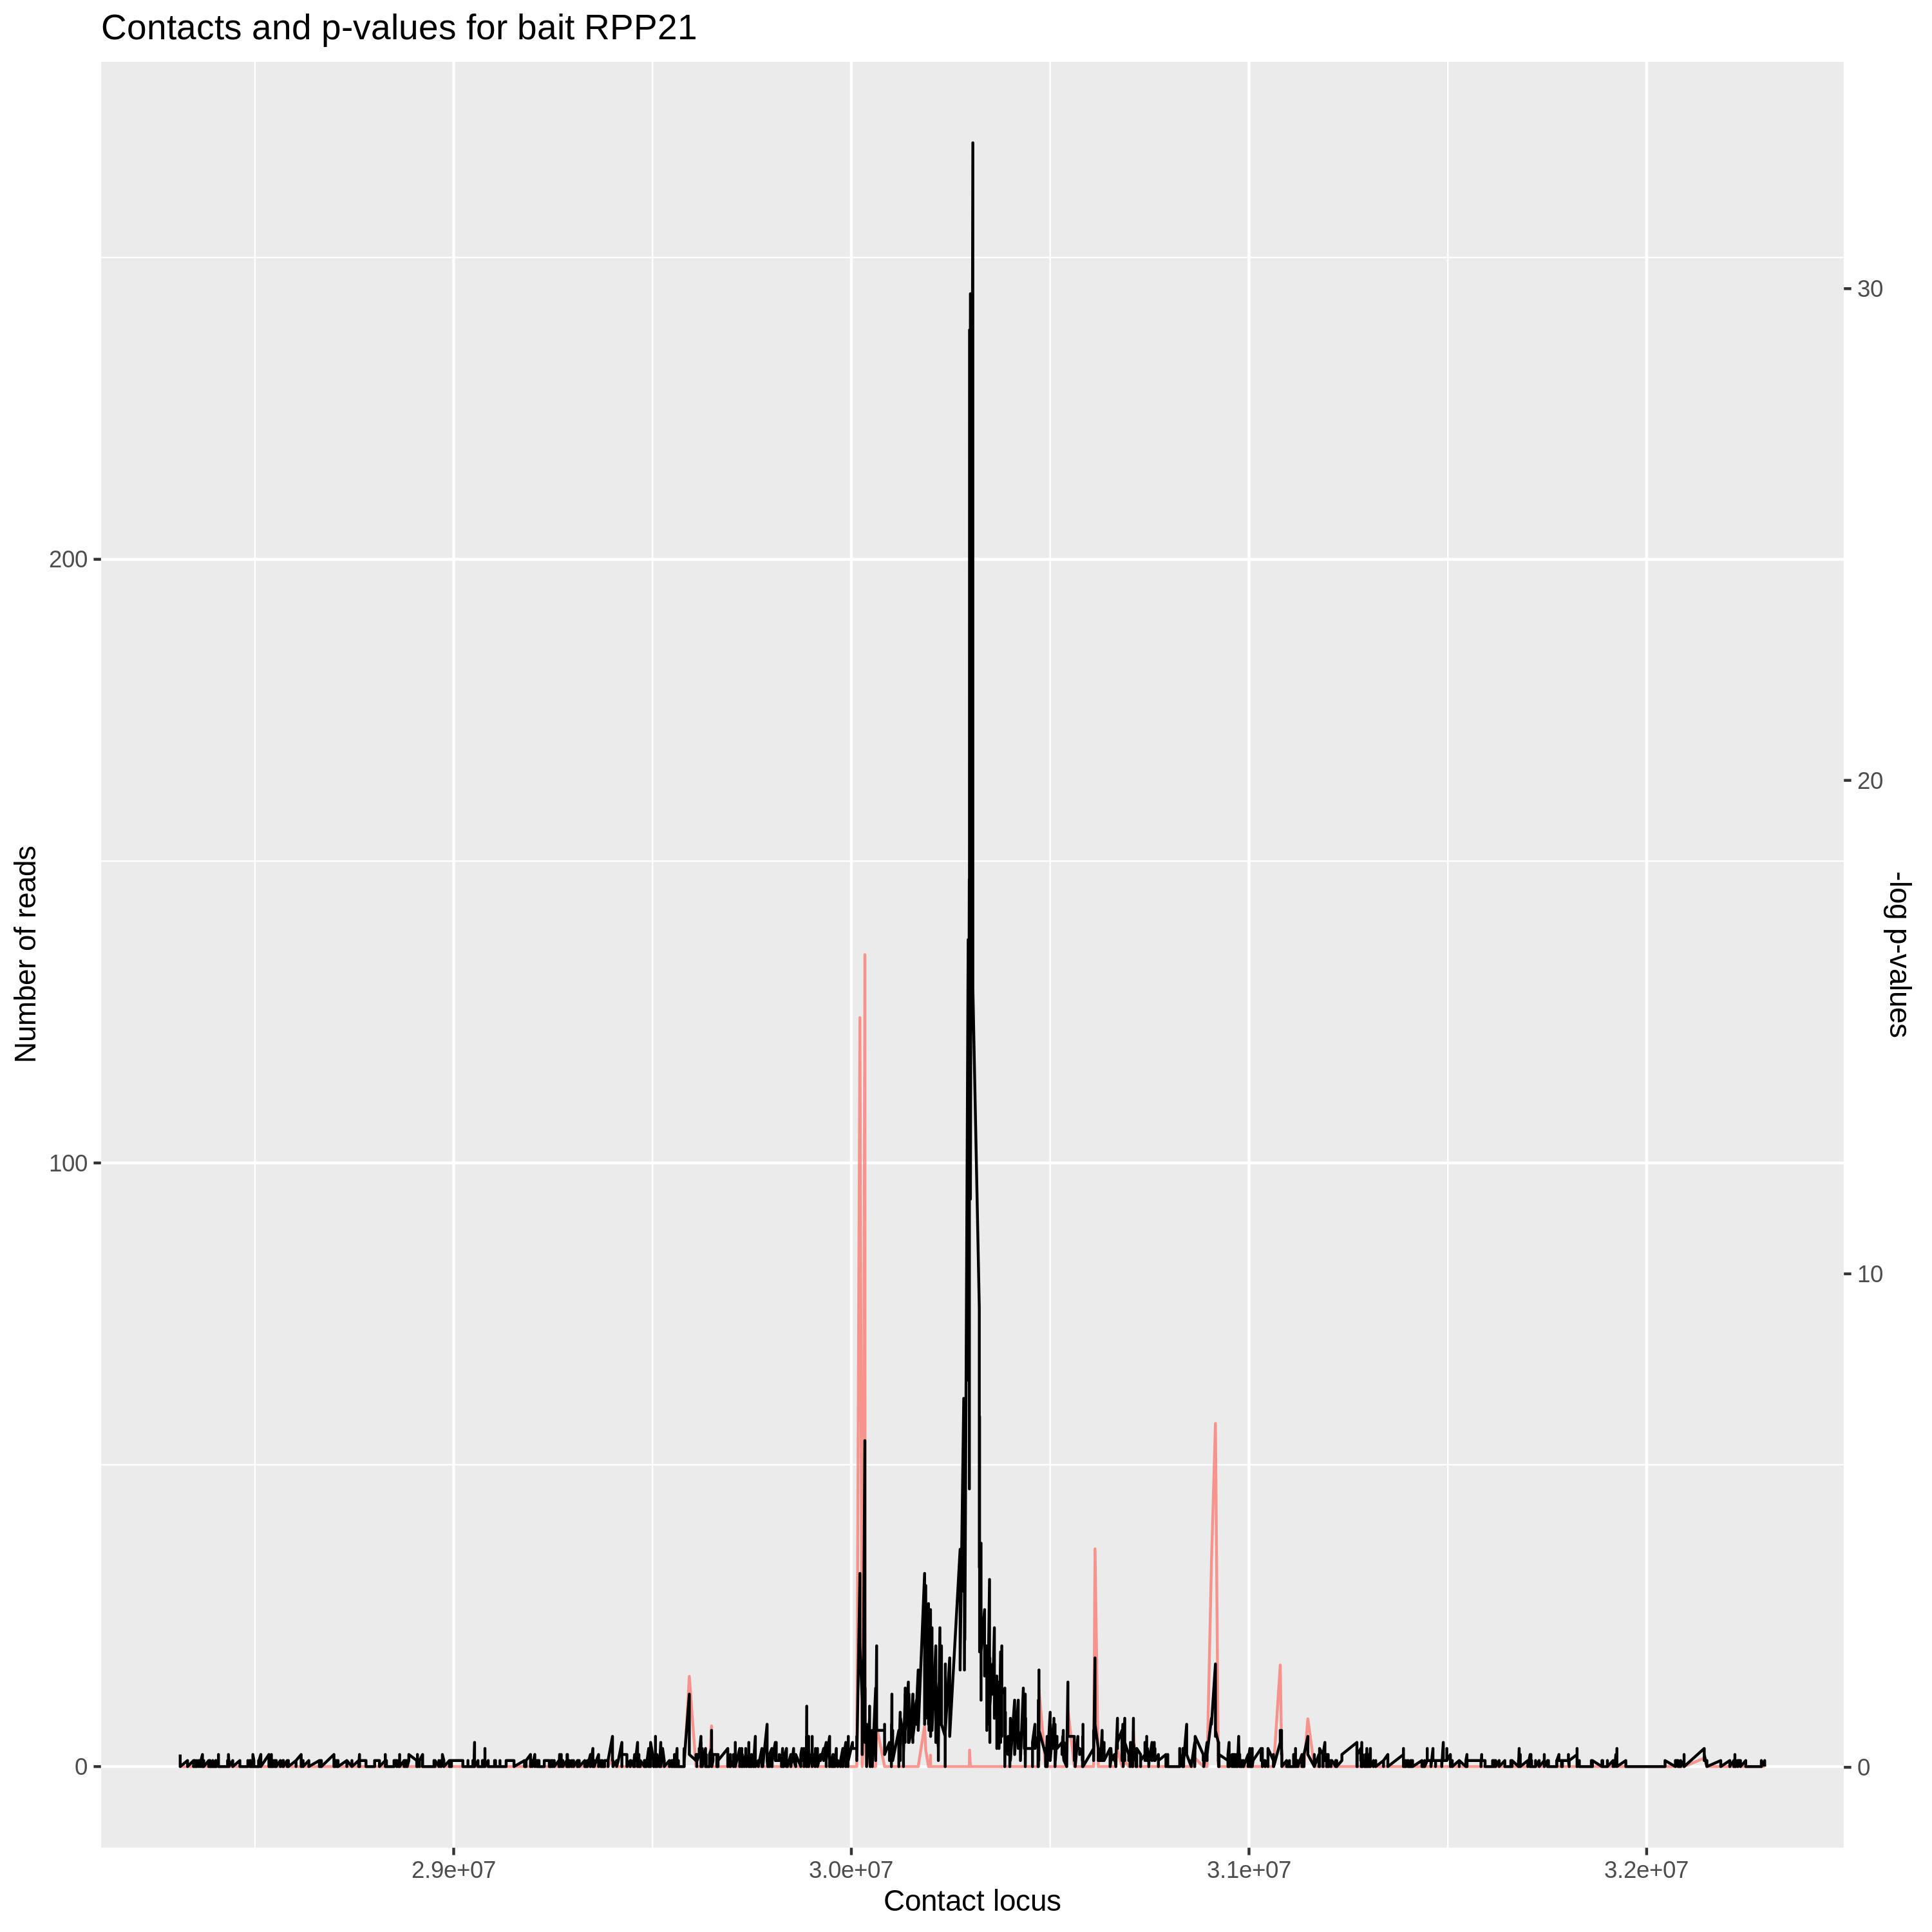 Contacts and p-values for bait RPP21
Number of reads
200
100
0
30
20
10
0
-log p-values
2.9e+07
3.0e+07
3.1e+07
3.2e+07
Contact locus